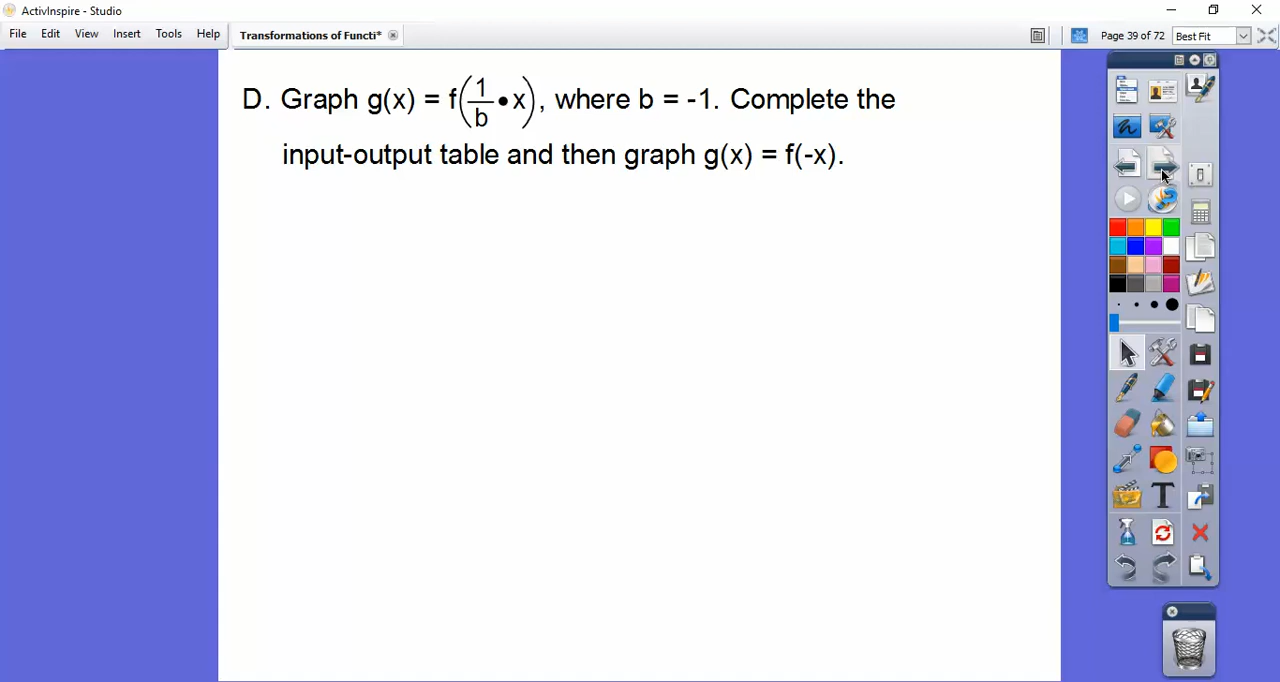 ActivInspire - Studio
File Edit View Insert Tools Help Transformations of Functi* Page 39 of 72 Best Fit
D. Graph g(x) = f(1/b • x), where b = -1. Complete the
input-output table and then graph g(x) = f(-x).